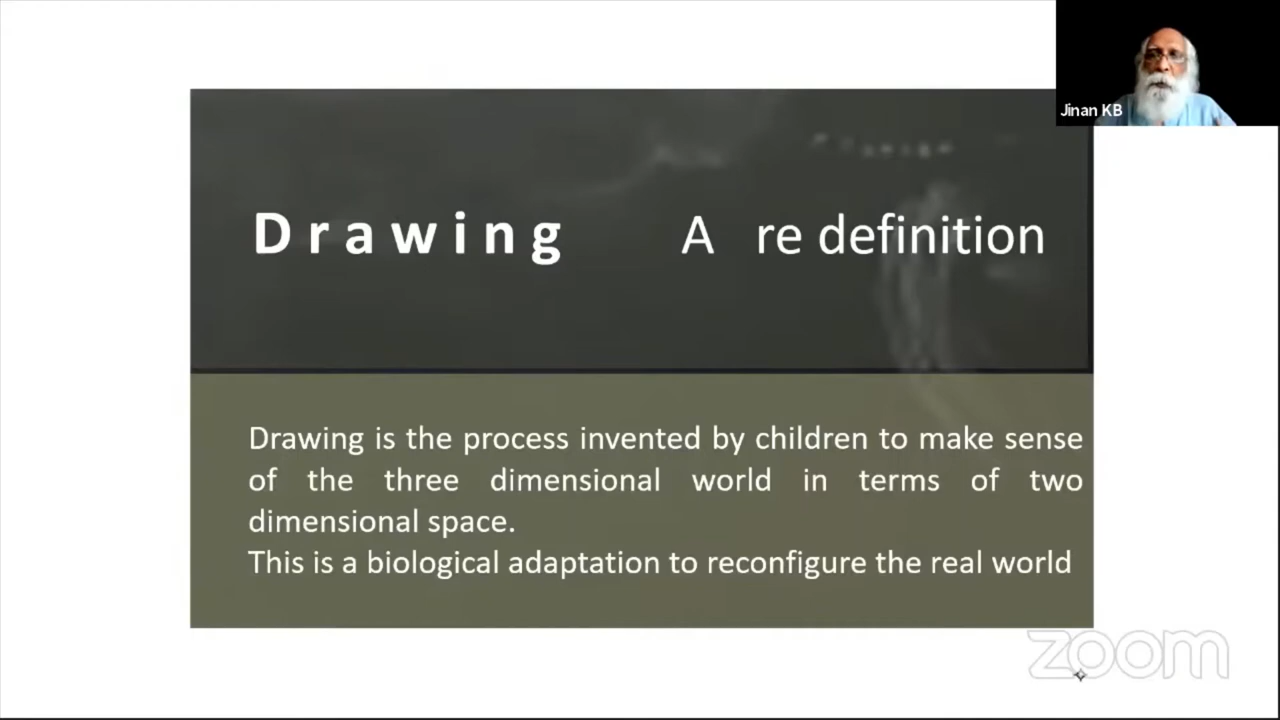 Jinan KB
Drawing A re definition
Drawing is the process invented by children to make sense
of the three dimensional world in terms of two
dimensional space.
This is a biological adaptation to reconfigure the real world
zoom